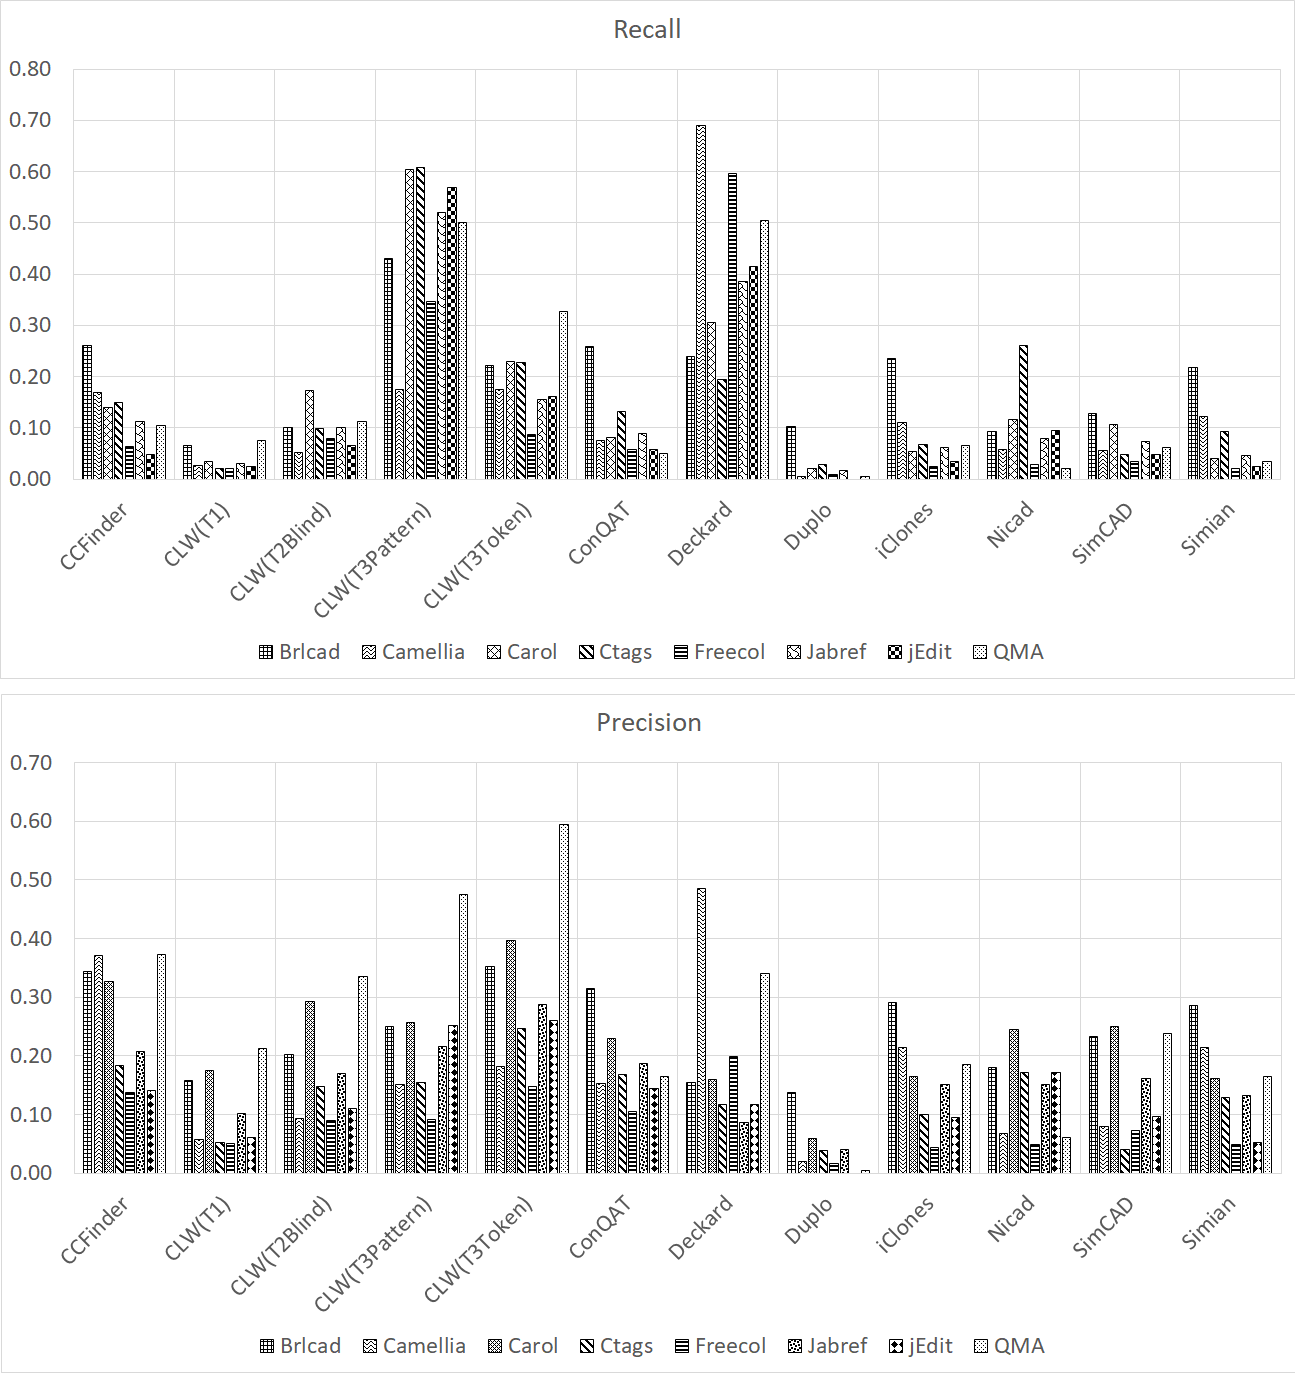 Recall
0.80
0.70
0.60
0.50
0.40
0.30
0.20
0.10
0.00
CCFinder
CLW(T1)
CLW(T2Blind)
CLW(T3Pattern)
CLW(T3Token)
ConQAT
Deckard
Duplo
iClones
Nicad
SimCAD
Simian
Brlcad Camellia Carol Ctags Freecol Jabref jEdit QMA
Precision
0.70
0.60
0.50
0.40
0.30
0.20
0.10
0.00
CCFinder
CLW(T1)
CLW(T2Blind)
CLW(T3Pattern)
CLW(T3Token)
ConQAT
Deckard
Duplo
iClones
Nicad
SimCAD
Simian
Brlcad Camellia Carol Ctags Freecol Jabref jEdit QMA